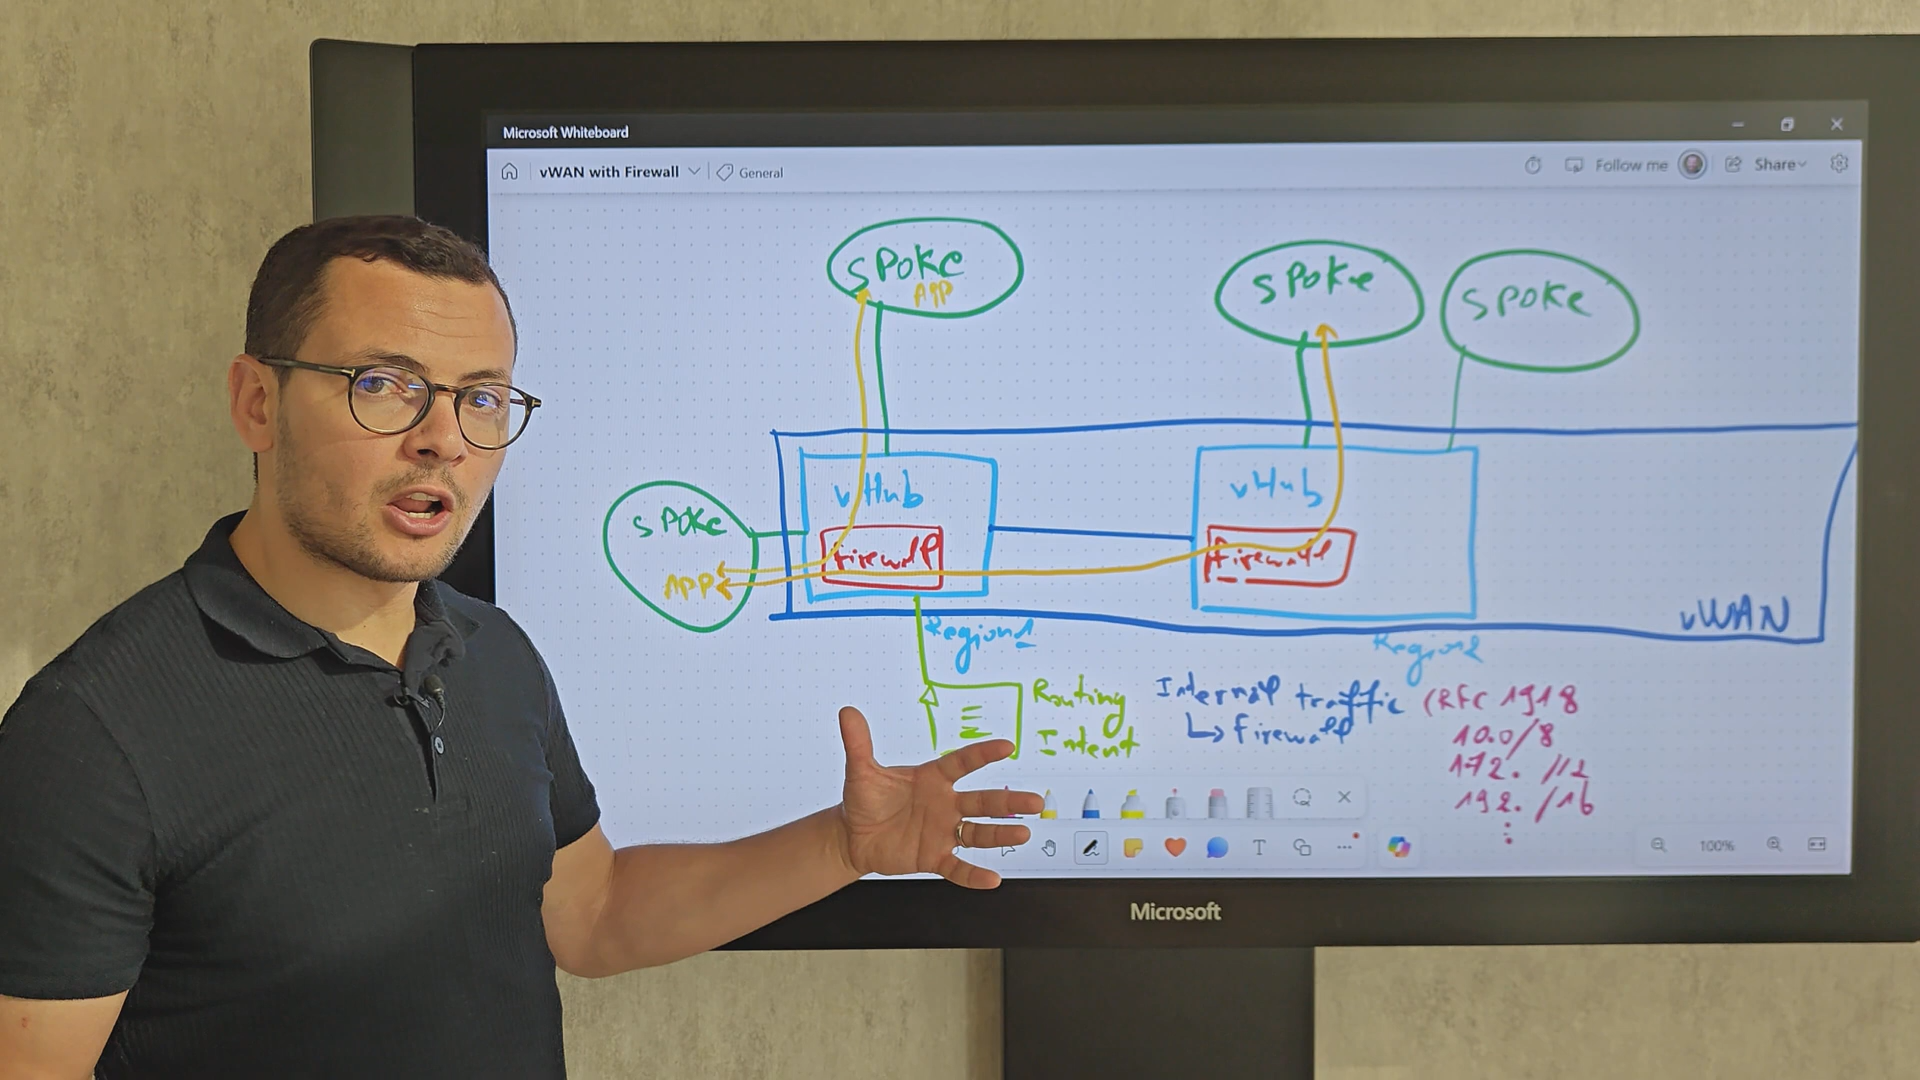 Microsoft Whiteboard
vWAN with Firewall
General
Follow me
Share
SPOKE
APP
SPOKE
SPOKE
vHub
vHub
SPOKE
APP
Firewall
Firewall
Region1
Region2
vWAN
Routing
Intent
Internal traffic
↳ Firewall
(RFC 1918
10.0/8
172. /12
192. /16
⋮
T
100%
Microsoft